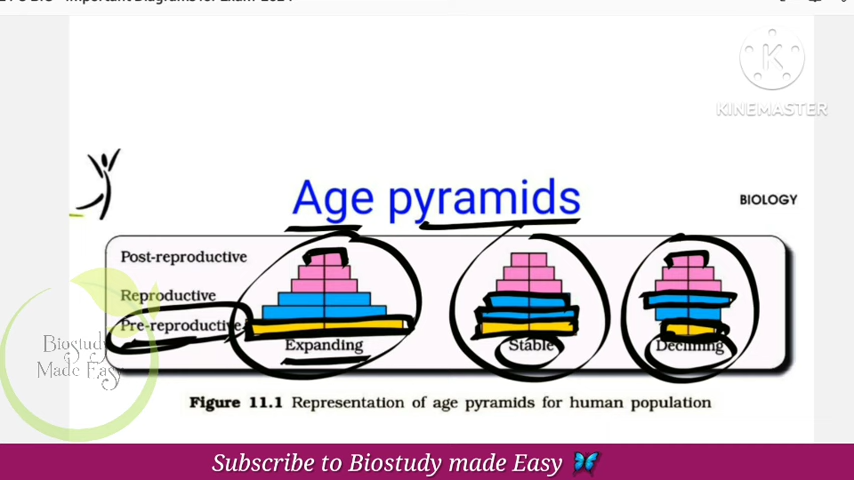 KINEMASTER
Age pyramids
BIOLOGY
Post-reproductive
Reproductive
Pre-reproductive
Expanding
Stable
Declining
Biostudy
Made Easy
Figure 11.1 Representation of age pyramids for human population
Subscribe to Biostudy made Easy 🦋